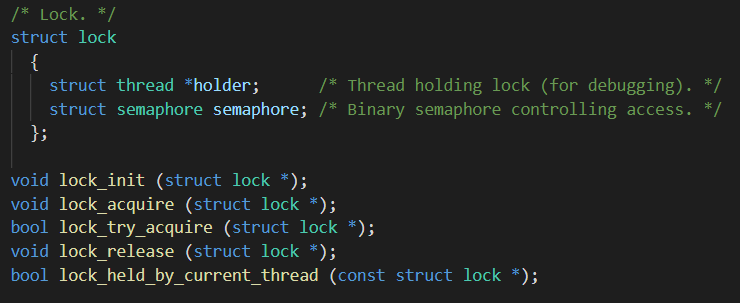 /* Lock. */
struct lock
{
struct thread *holder; /* Thread holding lock (for debugging). */
struct semaphore semaphore; /* Binary semaphore controlling access. */
};
void lock_init (struct lock *);
void lock_acquire (struct lock *);
bool lock_try_acquire (struct lock *);
void lock_release (struct lock *);
bool lock_held_by_current_thread (const struct lock *);